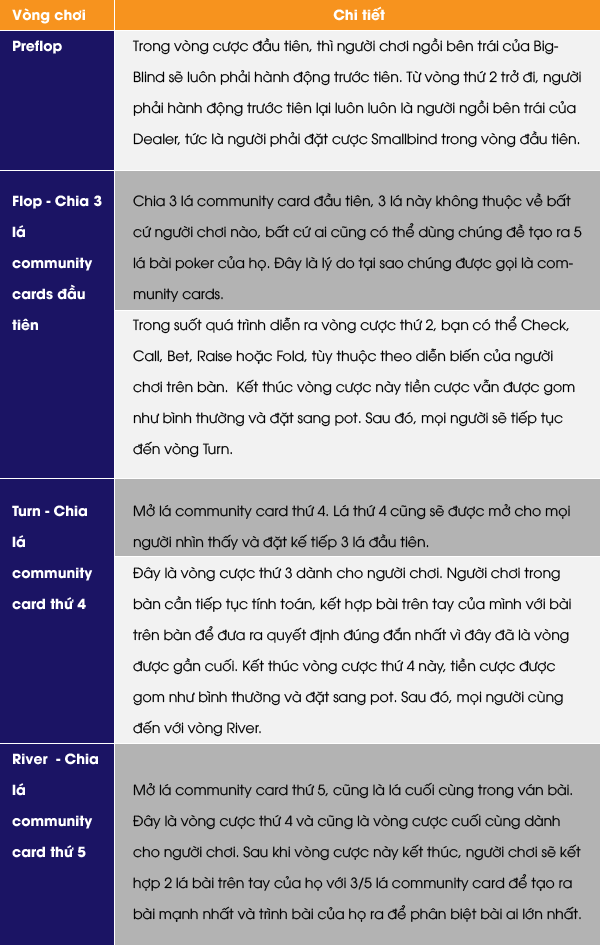 Vòng chơi
Chi tiết
Preflop
Trong vòng cược đầu tiên, thì người chơi ngồi bên trái của Big-
Blind sẽ luôn phải hành động trước tiên. Từ vòng thứ 2 trở đi, người
phải hành động trước tiên lại luôn luôn là người ngồi bên trái của
Dealer, tức là người phải đặt cược Smallbind trong vòng đầu tiên.
Flop - Chia 3
lá
community
cards đầu
tiên
Chia 3 lá community card đầu tiên, 3 lá này không thuộc về bất
cứ người chơi nào, bất cứ ai cũng có thể dùng chúng đề tạo ra 5
lá bài poker của họ. Đây là lý do tại sao chúng được gọi là com-
munity cards.
Trong suốt quá trình diễn ra vòng cược thứ 2, bạn có thể Check,
Call, Bet, Raise hoặc Fold, tùy thuộc theo diễn biến của người
chơi trên bàn.  Kết thúc vòng cược này tiền cược vẫn được gom
như bình thường và đặt sang pot. Sau đó, mọi người sẽ tiếp tục
đến vòng Turn.
Turn - Chia
lá
community
card thứ 4
Mở lá community card thứ 4. Lá thứ 4 cũng sẽ được mở cho mọi
người nhìn thấy và đặt kế tiếp 3 lá đầu tiên.
Đây là vòng cược thứ 3 dành cho người chơi. Người chơi trong
bàn cần tiếp tục tính toán, kết hợp bài trên tay của mình với bài
trên bàn để đưa ra quyết định đúng đắn nhất vì đây đã là vòng
được gần cuối. Kết thúc vòng cược thứ 4 này, tiền cược được
gom như bình thường và đặt sang pot. Sau đó, mọi người cùng
đến với vòng River.
River  - Chia
lá
community
card thứ 5
Mở lá community card thứ 5, cũng là lá cuối cùng trong ván bài.
Đây là vòng cược thứ 4 và cũng là vòng cược cuối cùng dành
cho người chơi. Sau khi vòng cược này kết thúc, người chơi sẽ kết
hợp 2 lá bài trên tay của họ với 3/5 lá community card để tạo ra
bài mạnh nhất và trình bài của họ ra để phân biệt bài ai lớn nhất.